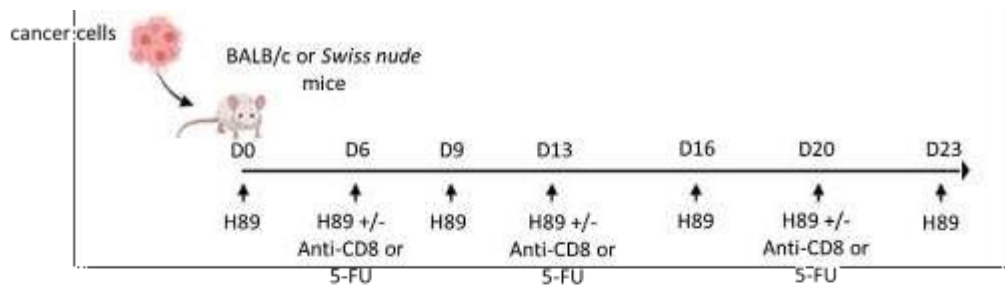 cancer cells
BALB/c or Swiss nude
mice
D0 D6 D9 D13 D16 D20 D23
H89 H89 +/- H89 H89 +/- H89 H89 +/- H89
Anti-CD8 or Anti-CD8 or Anti-CD8 or
5-FU 5-FU 5-FU